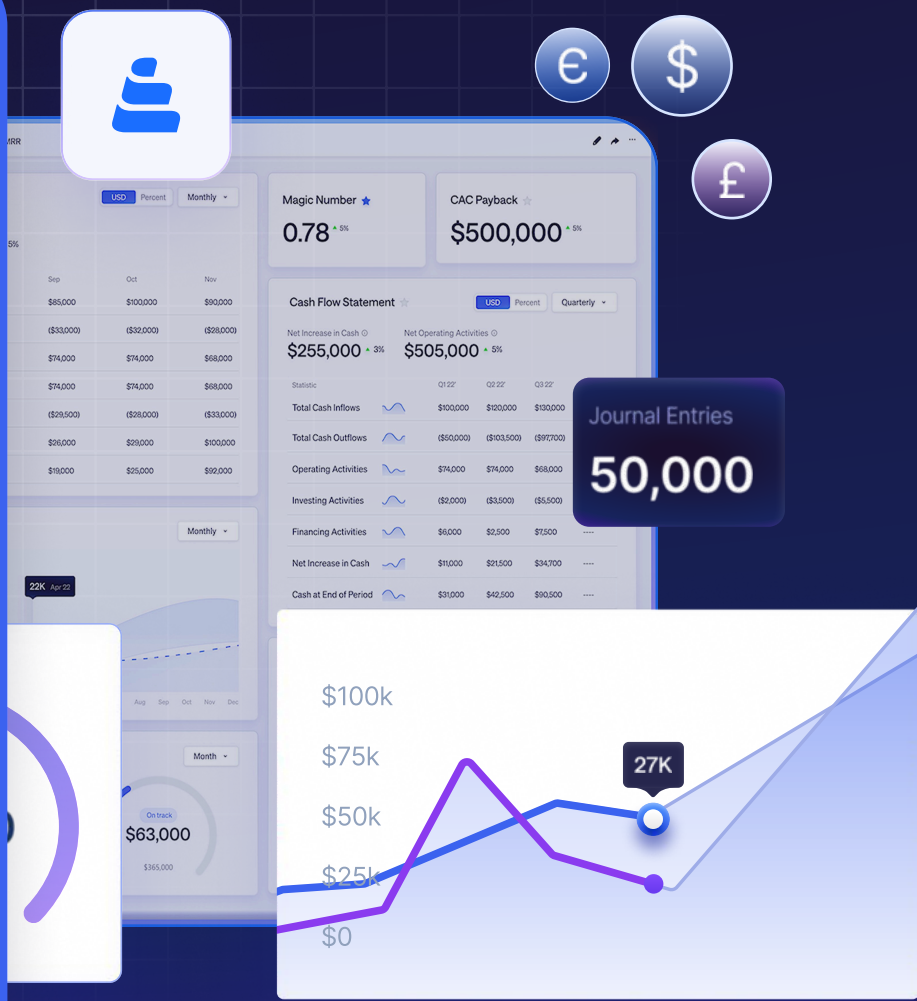 Є
$
£
MRR
USD Percent Monthly
5%
Sep Oct Nov
$85,000 $100,000 $90,000
($33,000) ($32,000) ($28,000)
$74,000 $74,000 $68,000
$74,000 $74,000 $68,000
($29,500) ($28,000) ($33,000)
$26,000 $29,000 $100,000
$19,000 $25,000 $92,000
Magic Number
0.78 5%
CAC Payback
$500,000 5%
Cash Flow Statement USD Percent Quarterly
Net Increase in Cash Net Operating Activities
$255,000 3% $505,000 5%
Statistic Q1 22' Q2 22' Q3 22'
Total Cash Inflows $100,000 $120,000 $130,000
Total Cash Outflows ($50,000) ($103,500) ($97,700)
Operating Activities $74,000 $74,000 $68,000
Investing Activities ($2,000) ($3,500) ($5,500)
Financing Activities $6,000 $2,500 $7,500 ----
Net Increase in Cash $11,000 $21,500 $34,700 ----
Cash at End of Period $31,000 $42,500 $90,500 ----
Journal Entries
50,000
Monthly
22K Apr 22
Aug Sep Oct Nov Dec
Month
On track
$63,000
$365,000
$100k
$75k
27K
$50k
$25k
$0